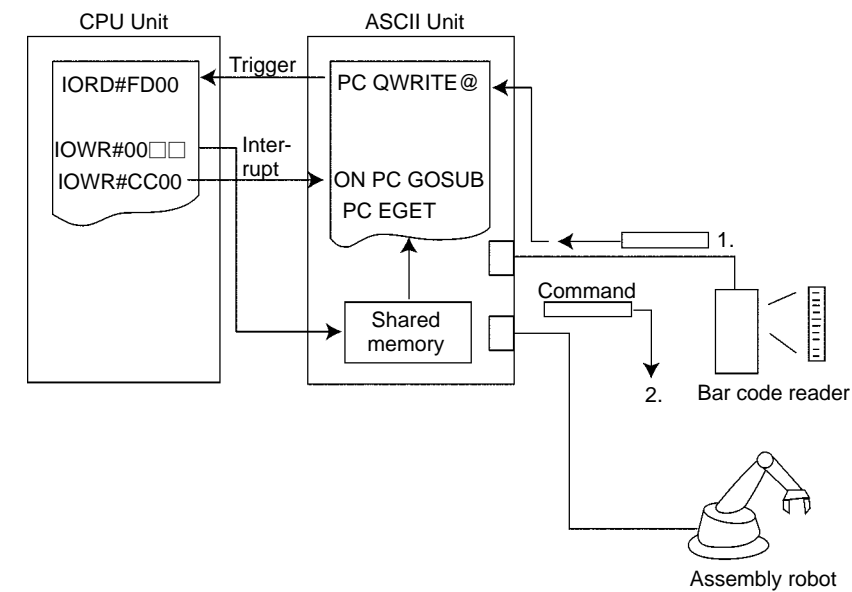 CPU Unit
ASCII Unit
IORD#FD00
Trigger
PC QWRITE@
IOWR#00□□
Inter-
rupt
IOWR#CC00
ON PC GOSUB
PC EGET
1.
Command
Shared
memory
2.
Bar code reader
Assembly robot